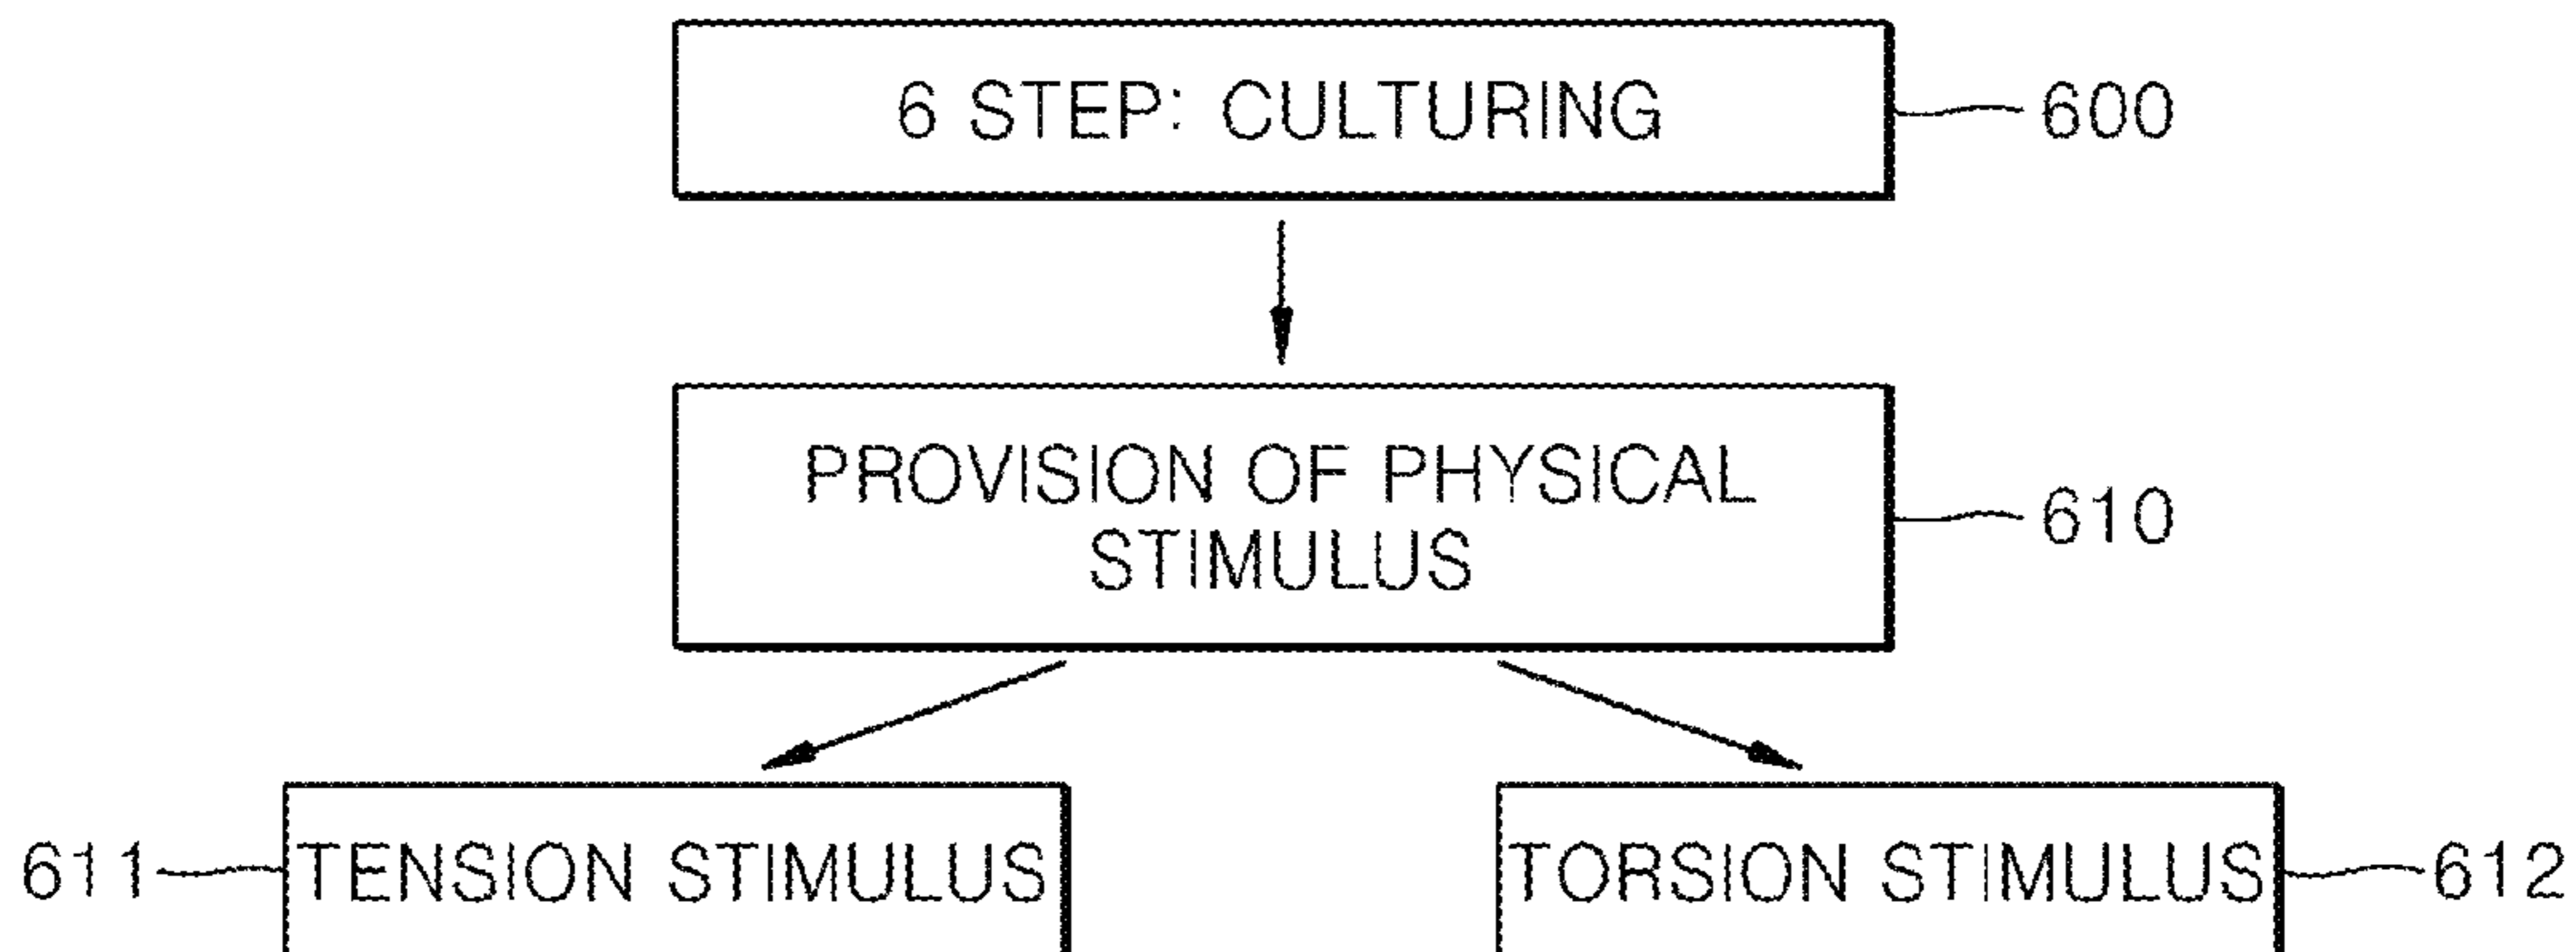 6 STEP: CULTURING 600
PROVISION OF PHYSICAL
STIMULUS
610
611 TENSION STIMULUS TORSION STIMULUS 612